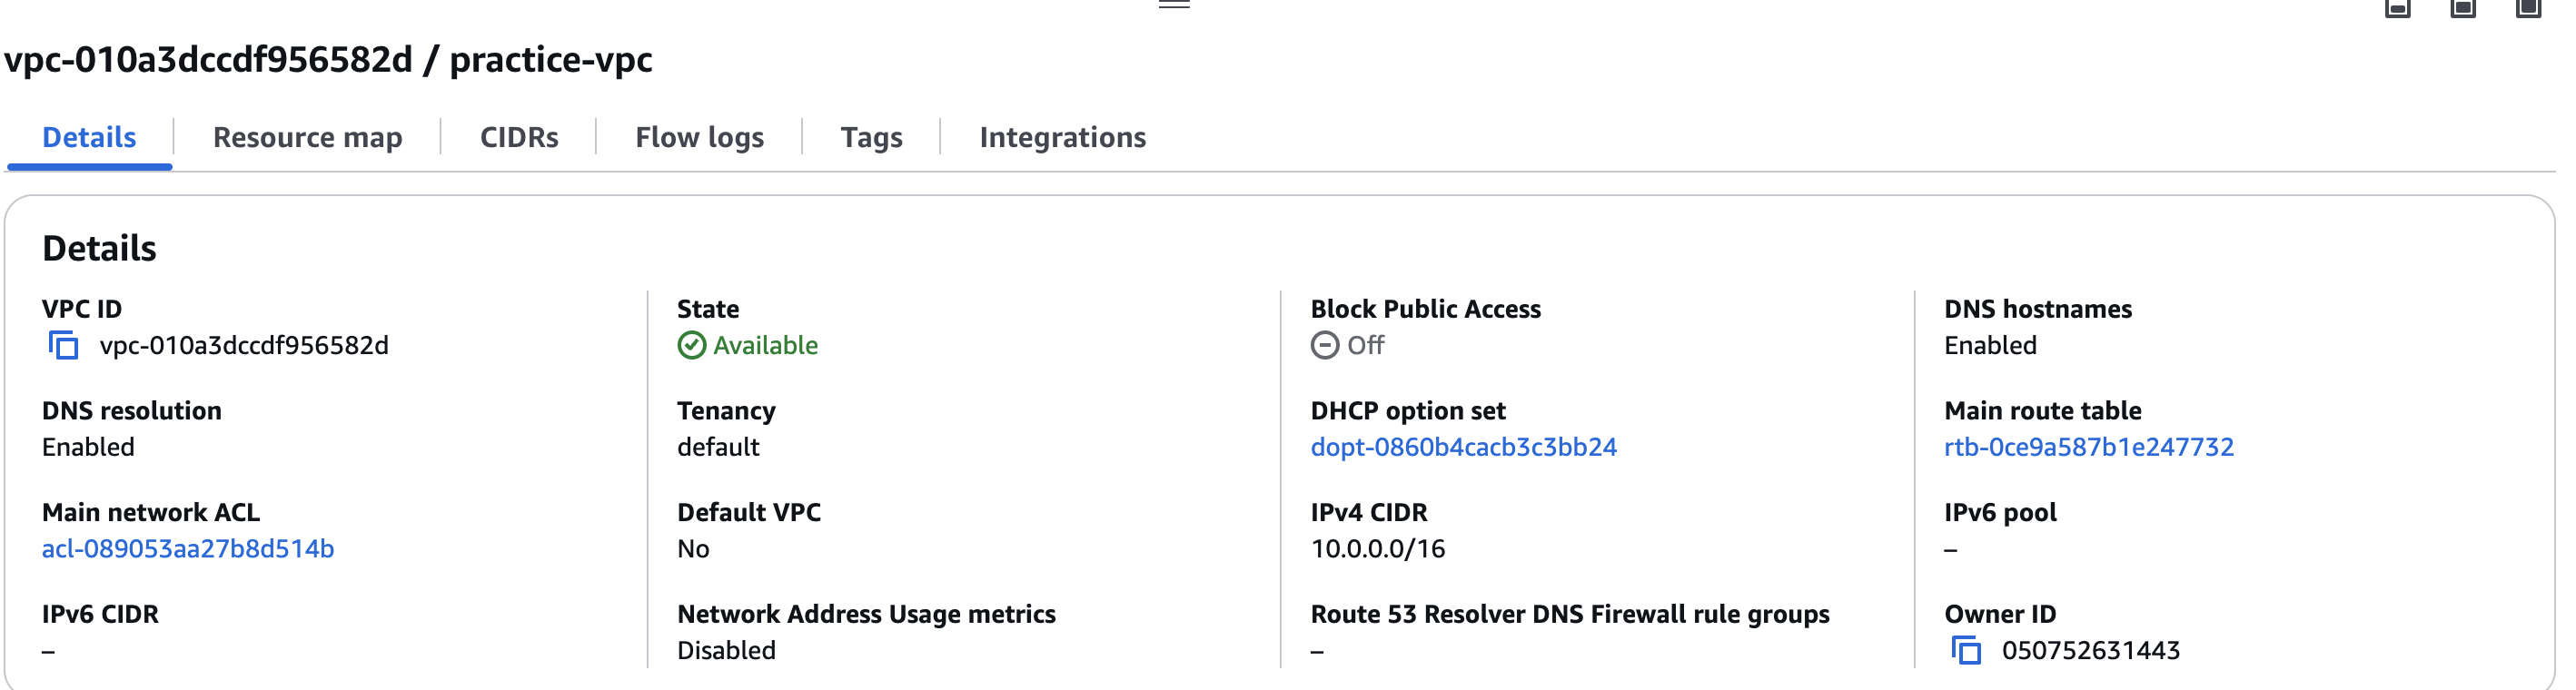 vpc-010a3dccdf956582d / practice-vpc
Details
Resource map
CIDRs
Flow logs
Tags
Integrations
Details
VPC ID
vpc-010a3dccdf956582d
State
Available
Block Public Access
Off
DNS hostnames
Enabled
DNS resolution
Enabled
Tenancy
default
DHCP option set
dopt-0860b4cacb3c3bb24
Main route table
rtb-0ce9a587b1e247732
Main network ACL
acl-089053aa27b8d514b
Default VPC
No
IPv4 CIDR
10.0.0.0/16
IPv6 pool
–
IPv6 CIDR
–
Network Address Usage metrics
Disabled
Route 53 Resolver DNS Firewall rule groups
–
Owner ID
050752631443